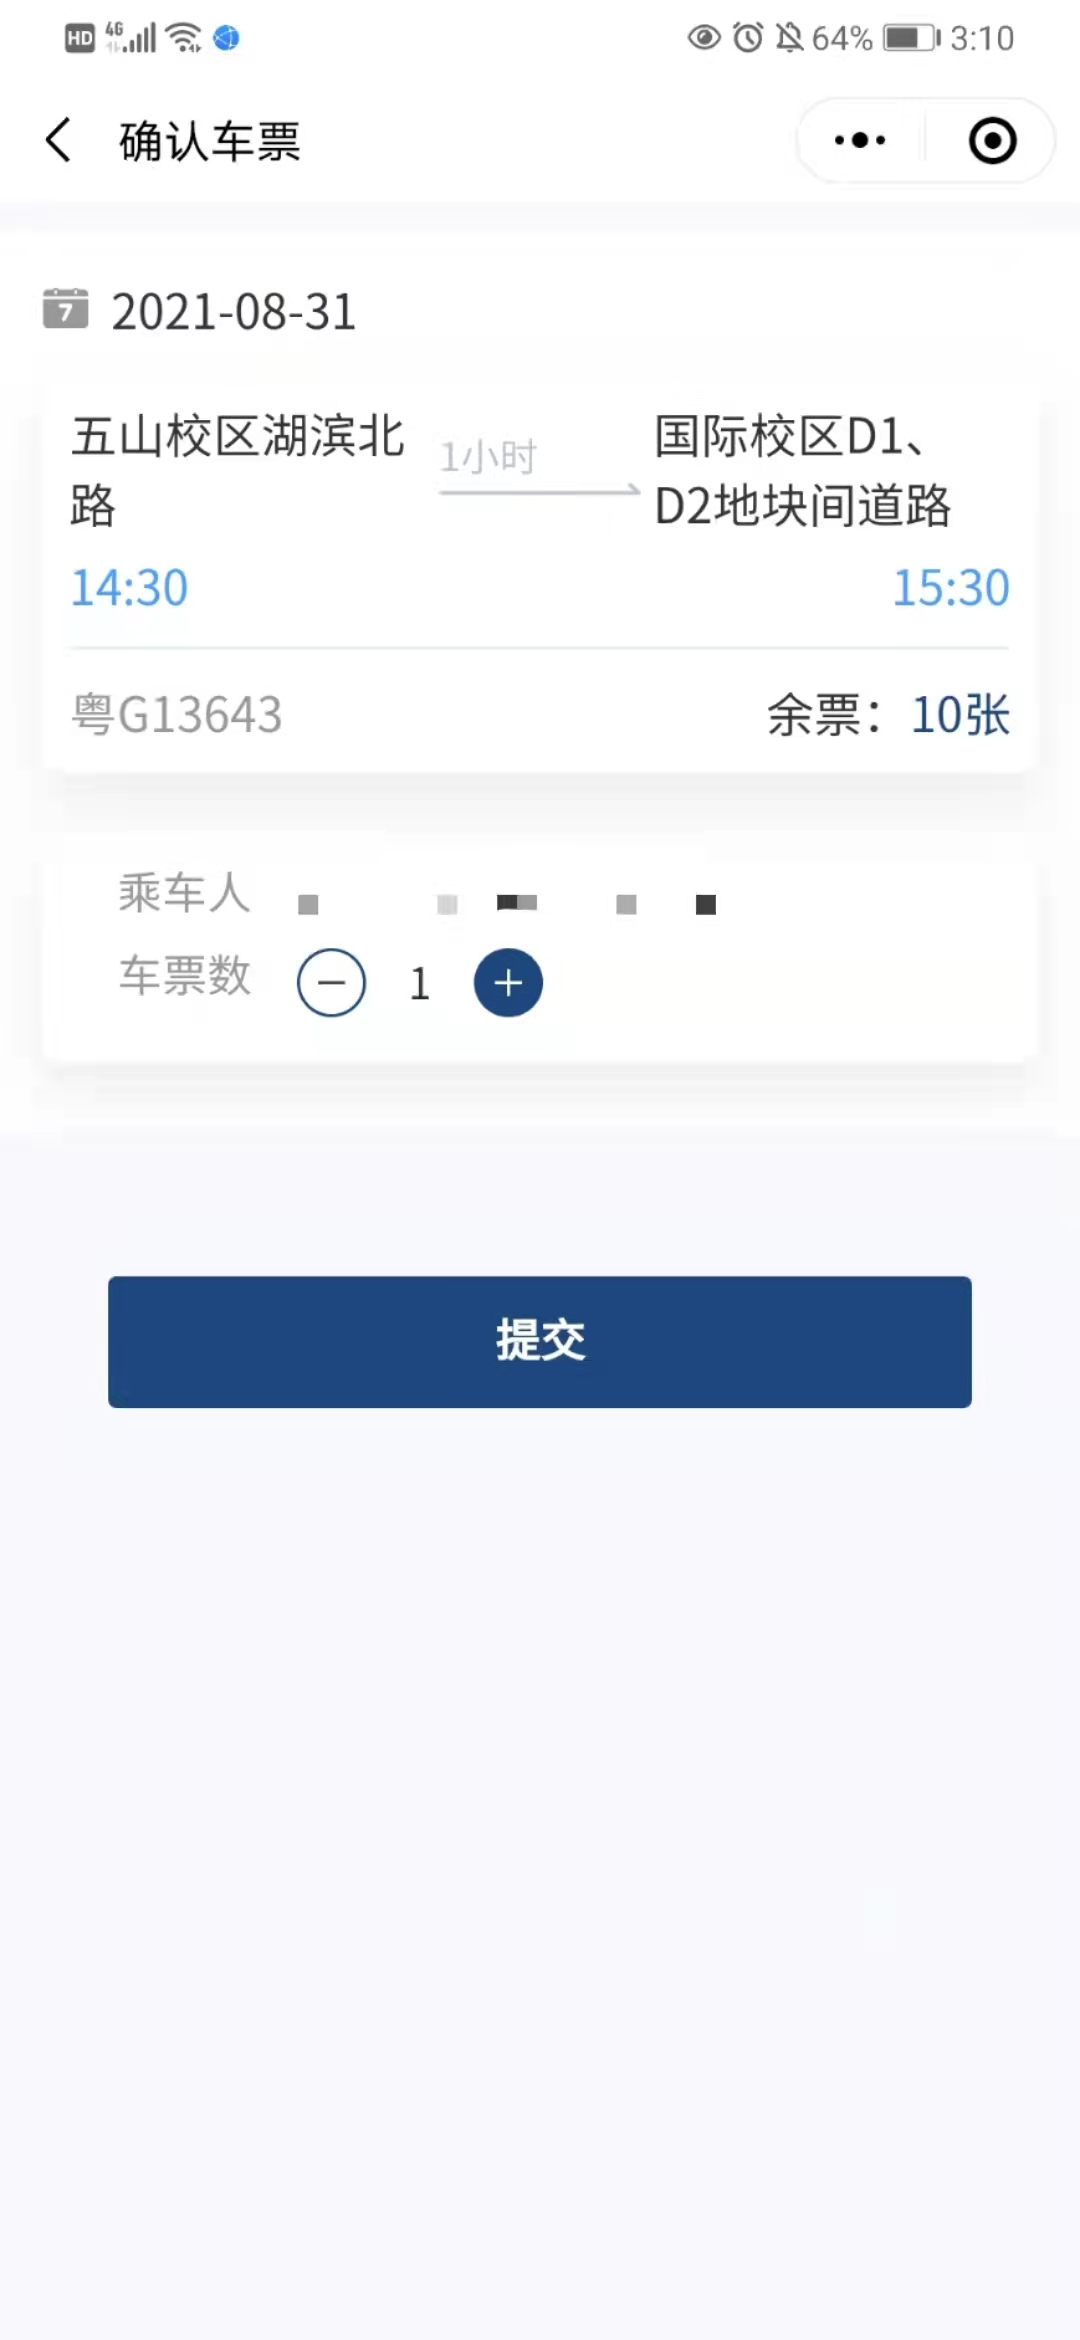 HD 4G 64% 3:10
确认车票
7 2021-08-31
五山校区湖滨北
路
1小时
国际校区D1、
D2地块间道路
14:30 15:30
粤G13643 余票：10张
乘车人
车票数 1
提交